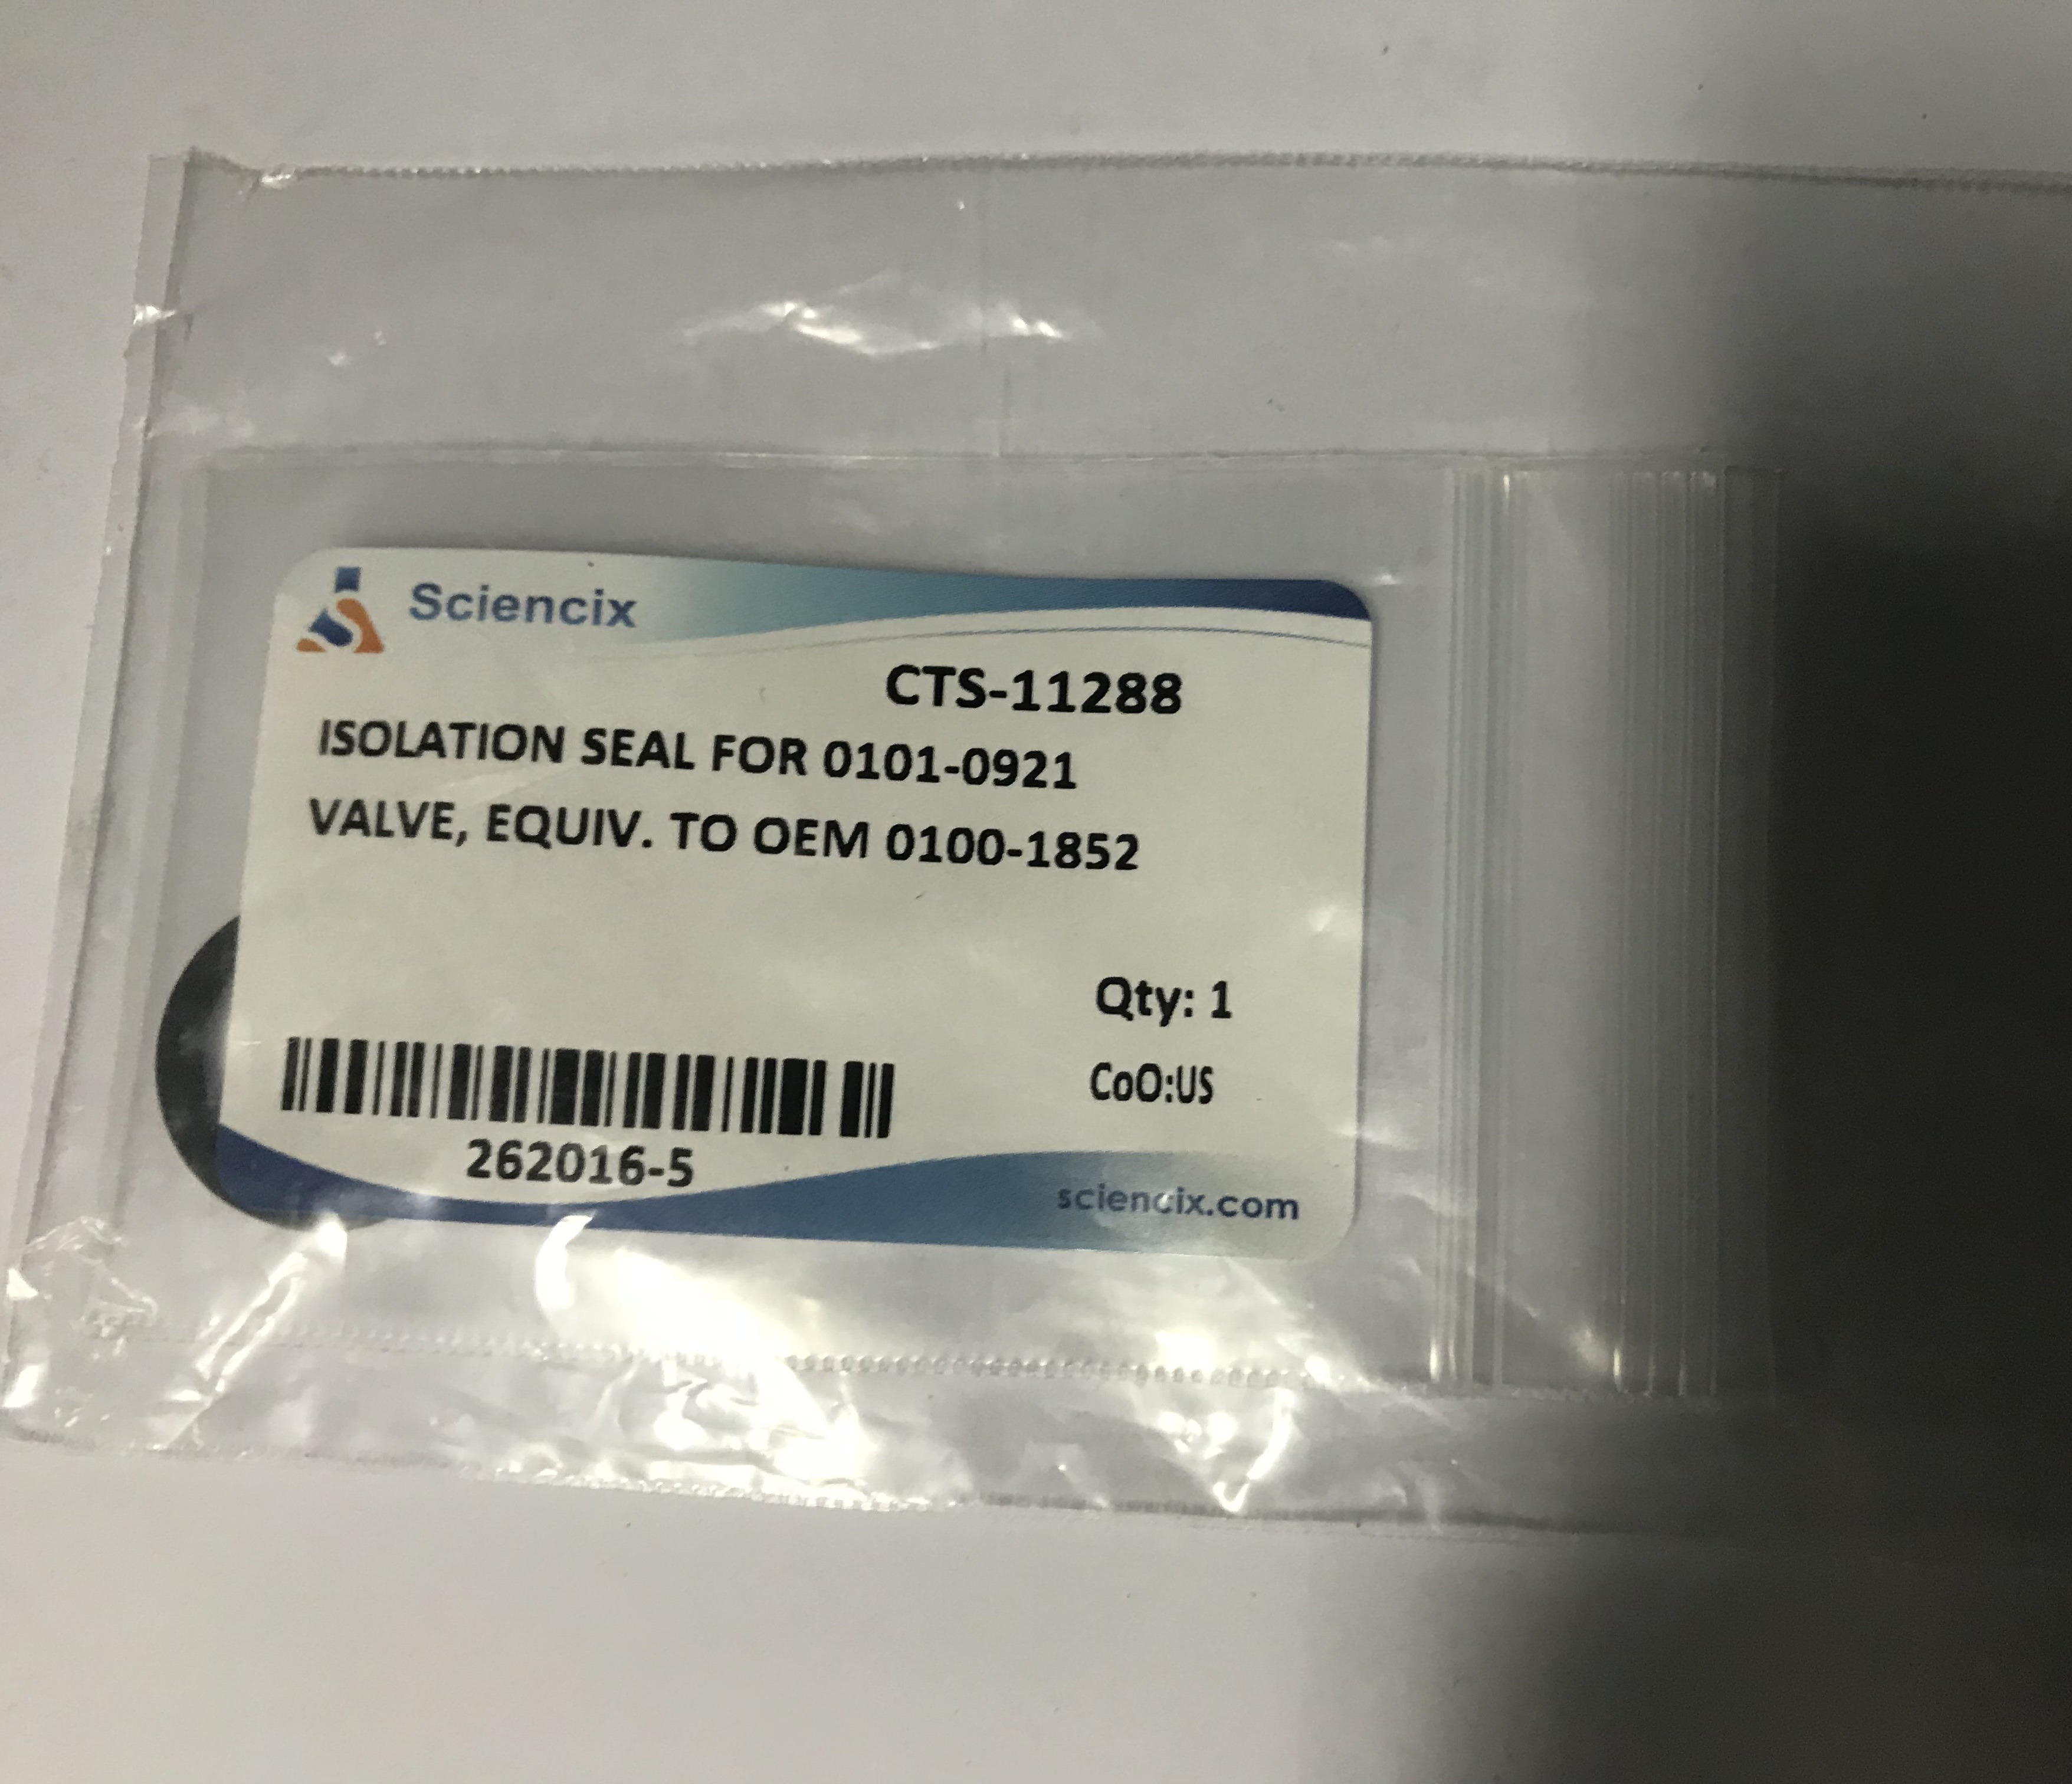 Sciencix
CTS-11288
ISOLATION SEAL FOR 0101-0921
VALVE, EQUIV. TO OEM 0100-1852
Qty: 1
CoO:US
262016-5
sciencix.com